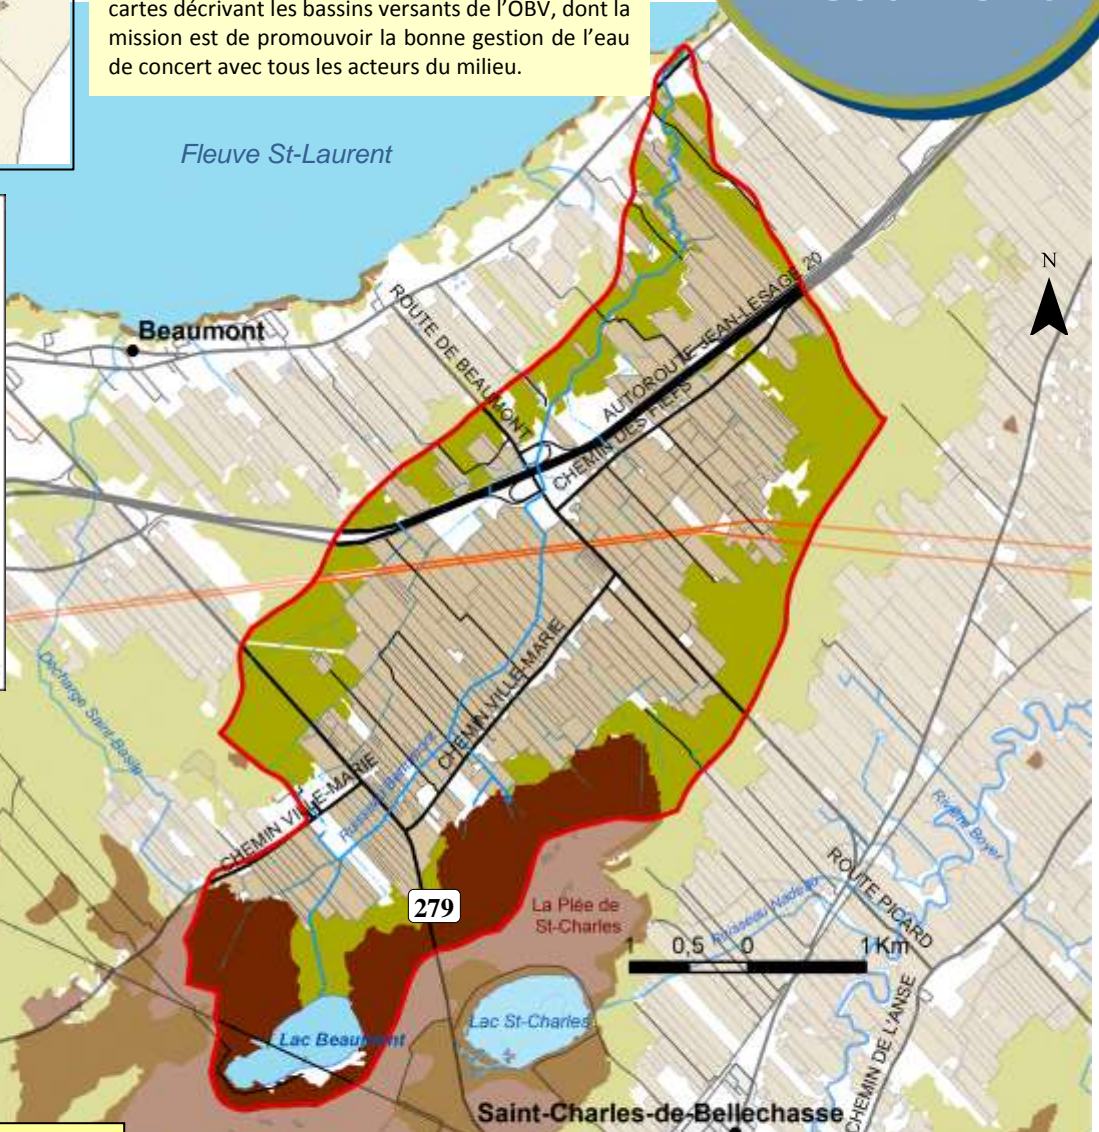 cartes décrivant les bassins versants de l'OBV, dont la
mission est de promouvoir la bonne gestion de l'eau
de concert avec tous les acteurs du milieu.
Fleuve St-Laurent
N
Beaumont
ROUTE DE BEAUMONT
AUTOROUTE JEAN-LESAGE 20
CHEMIN DES FIEFS
CHEMIN VILLE-MARIE
Décharge Saint-Basile
CHEMIN VILLE-MARIE
Ruisseau Beaumont
Rivière Boyer
ROUTE PICARD
279
La Plée de
St-Charles
Ruisseau Nadeau
1 0,5 0 1 Km
Lac St-Charles
Lac Beaumont
CHEMIN DE L'ANSE
Saint-Charles-de-Bellechasse